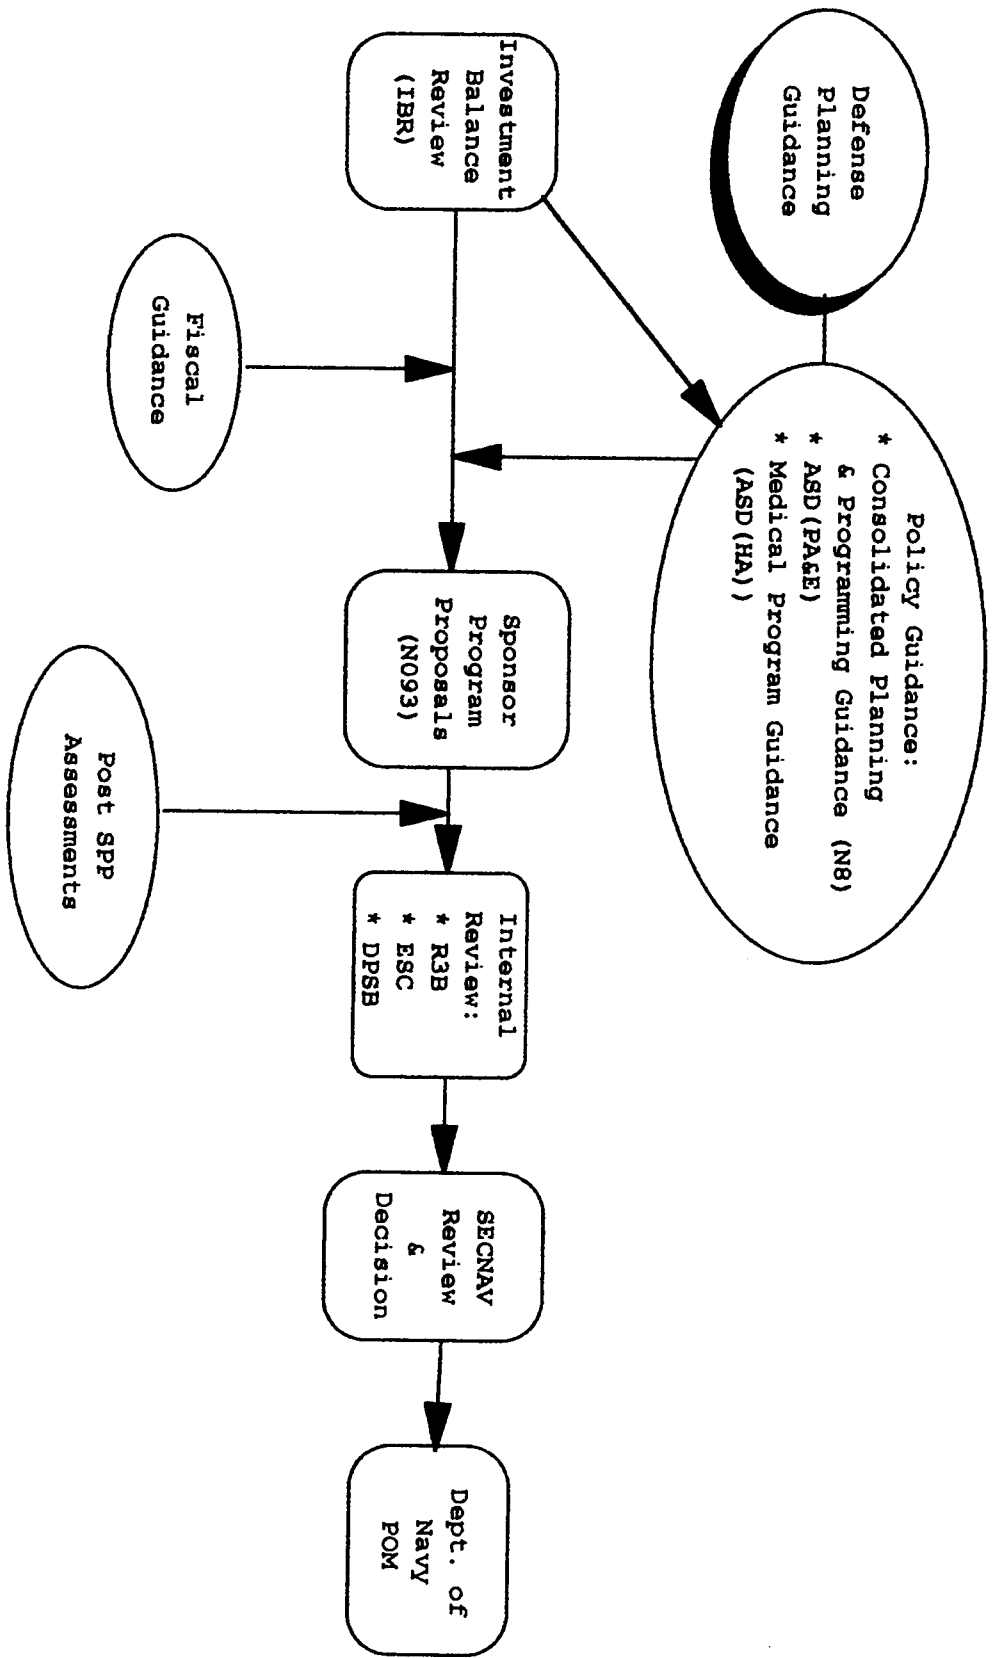 Defense
Planning
Guidance
Policy Guidance:
* Consolidated Planning
& Programming Guidance (N8)
* ASD(PA&E)
* Medical Program Guidance
(ASD(HA))
Investment
Balance
Review
(IBR)
Sponsor
Program
Proposals
(N093)
Internal
Review:
* R3B
* ESC
* DPSB
SECNAV
Review
&
Decision
Dept. of
Navy
POM
Fiscal
Guidance
Post SPP
Assessments